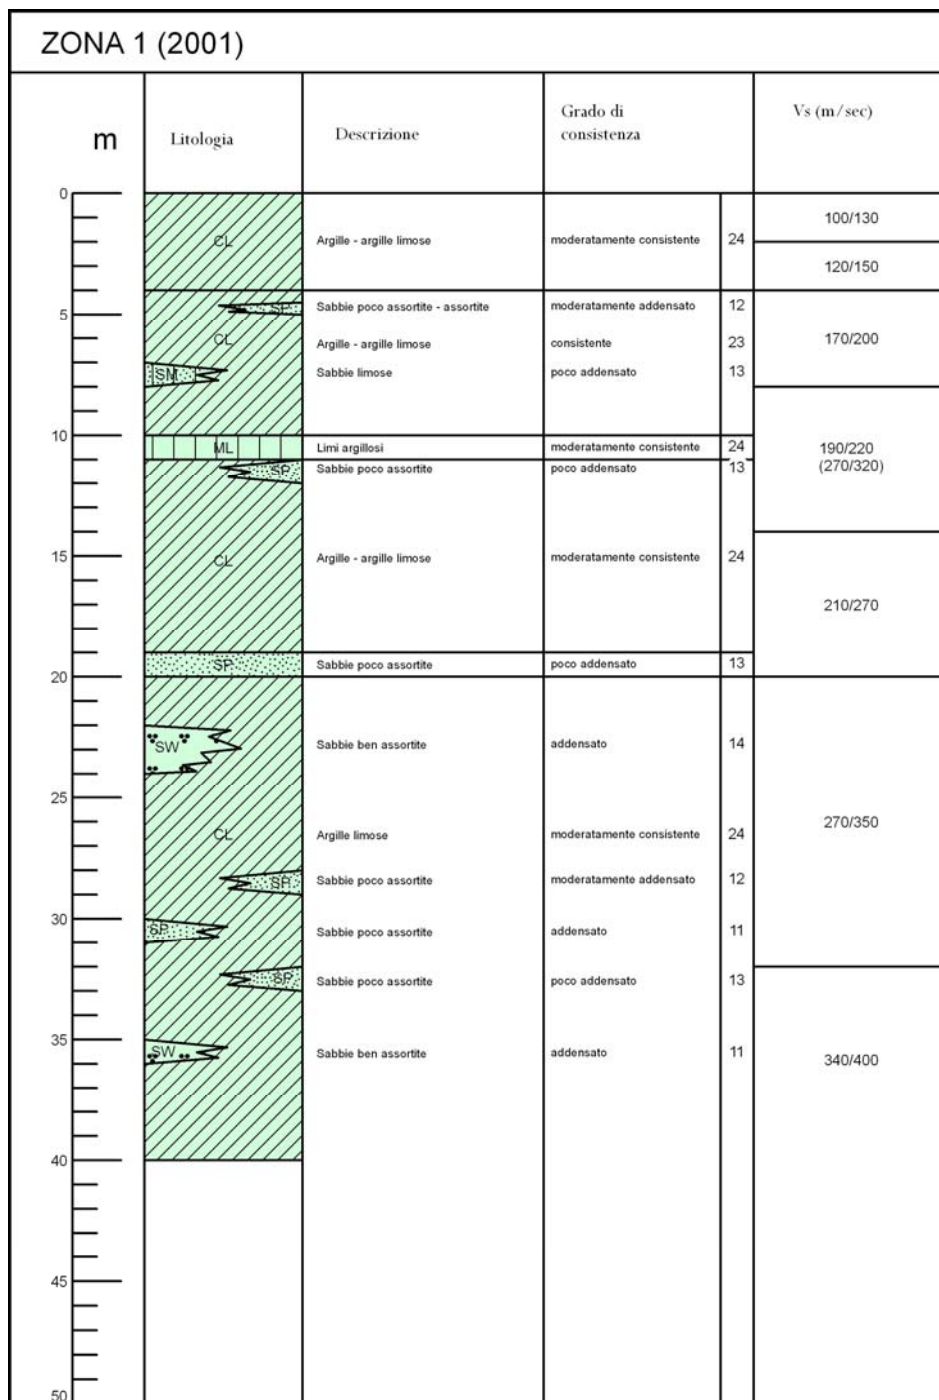 ZONA 1 (2001)
m
Litologia
Descrizione
Grado di
consistenza
Vs (m/sec)
0
100/130
CL
Argille - argille limose
moderatamente consistente
24
120/150
SP
Sabbie poco assortite - assortite
moderatamente addensato
12
5
CL
Argille - argille limose
consistente
23
170/200
SM
Sabbie limose
poco addensato
13
10
ML
Limi argillosi
moderatamente consistente
24
190/220
(270/320)
SP
Sabbie poco assortite
poco addensato
13
15
CL
Argille - argille limose
moderatamente consistente
24
210/270
SP
Sabbie poco assortite
poco addensato
13
20
SW
Sabbie ben assortite
addensato
14
25
270/350
CL
Argille limose
moderatamente consistente
24
SP
Sabbie poco assortite
moderatamente addensato
12
30
SP
Sabbie poco assortite
addensato
11
SP
Sabbie poco assortite
poco addensato
13
35
SW
Sabbie ben assortite
addensato
11
340/400
40
45
50